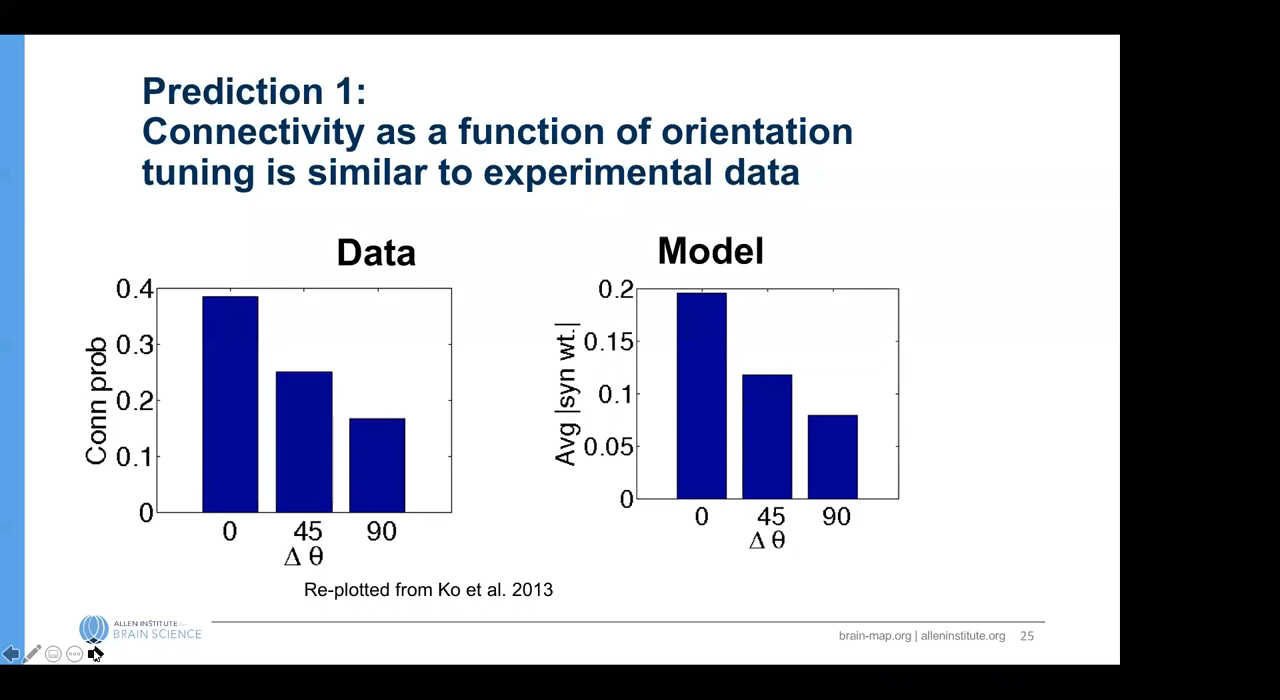 Prediction 1:
Connectivity as a function of orientation
tuning is similar to experimental data
Data
0.4
0.3
0.2
0.1
0
Conn prob
0
45
90
Δ θ
Model
0.2
0.15
0.1
0.05
0
Avg |syn wt.|
0
45
90
Δ θ
Re-plotted from Ko et al. 2013
ALLEN INSTITUTE for
BRAIN SCIENCE
brain-map.org | alleninstitute.org 25